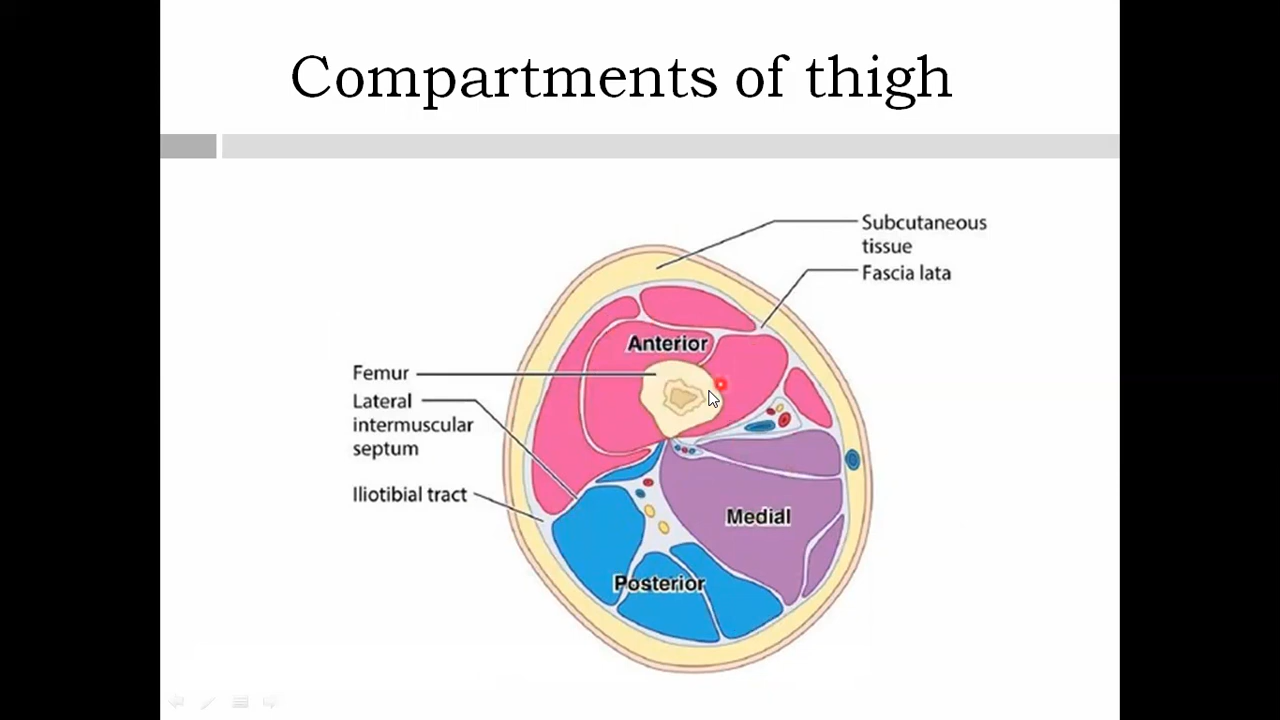 Compartments of thigh
Subcutaneous
tissue
Fascia lata
Anterior
Femur
Lateral
intermuscular
septum
Iliotibial tract
Medial
Posterior